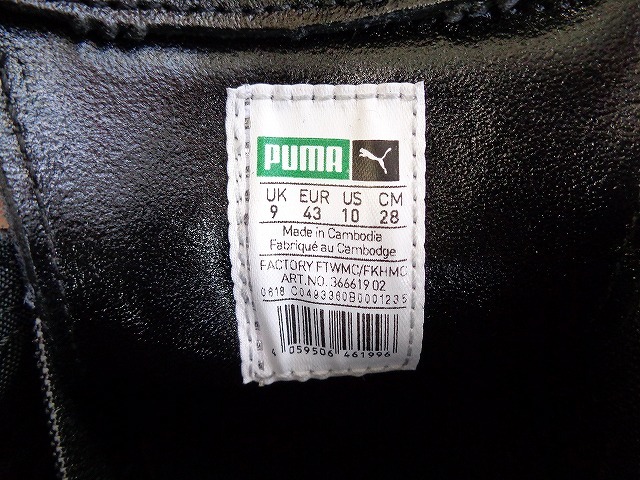 PUMA
UK EUR US CM
9 43 10 28
Made in Cambodia
Fabriqué au Cambodge
FACTORY FTWMC/FKHMC
ART.NO. 366619 02
0618 C0493360B0001235
4 059506 461996